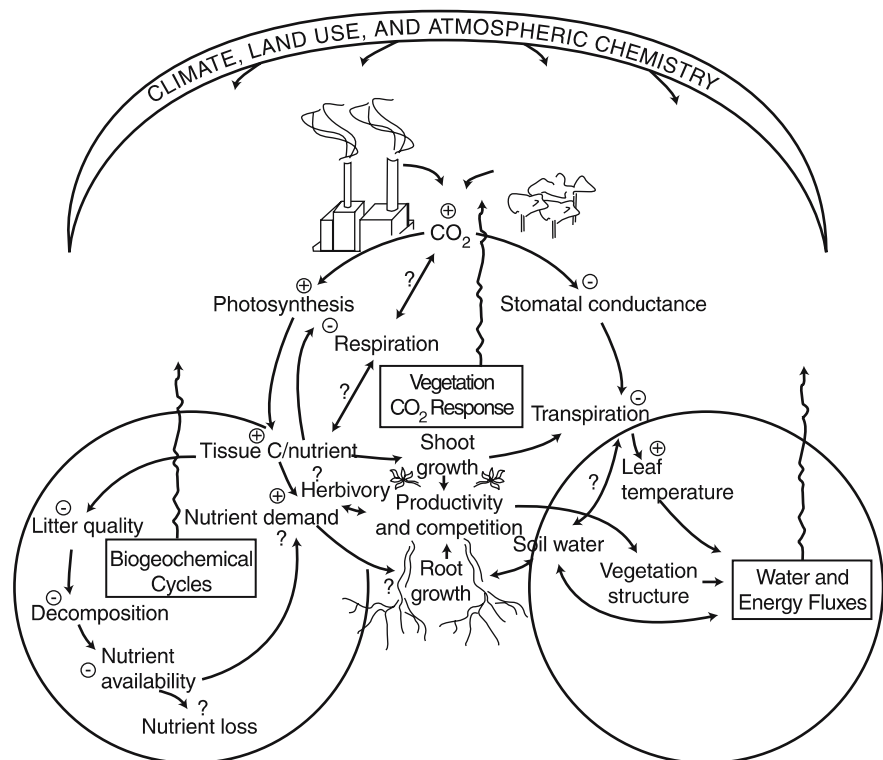 CLIMATE, LAND USE, AND ATMOSPHERIC CHEMISTRY
+
CO2
+
Photosynthesis
-
Stomatal conductance
?
-
Respiration
?
Vegetation
CO2 Response
-
Transpiration
+
Tissue C/nutrient
Shoot
growth
+
Leaf
temperature
?
?
Herbivory
+
Nutrient demand
?
Productivity
and competition
-
Litter quality
Soil water
Biogeochemical
Cycles
Root
growth
?
Vegetation
structure
Water and
Energy Fluxes
-
Decomposition
-
Nutrient
availability
?
Nutrient loss